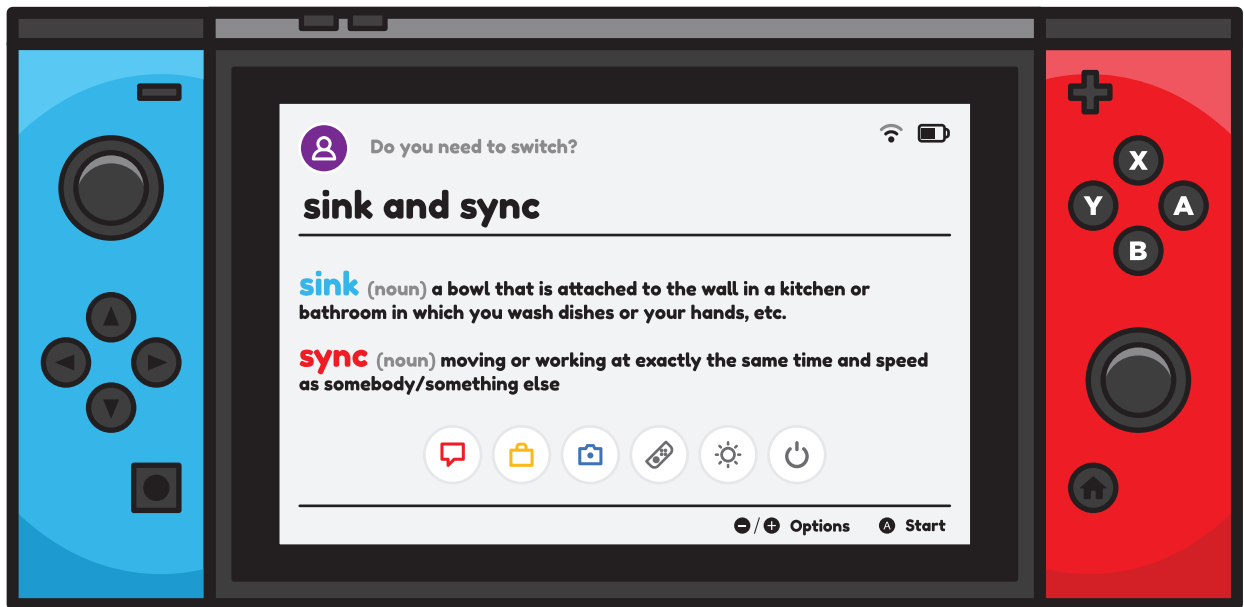 Do you need to switch?
sink and sync
X
Y
A
B
sink (noun) a bowl that is attached to the wall in a kitchen or
bathroom in which you wash dishes or your hands, etc.
sync (noun) moving or working at exactly the same time and speed
as somebody/something else
/ Options A Start